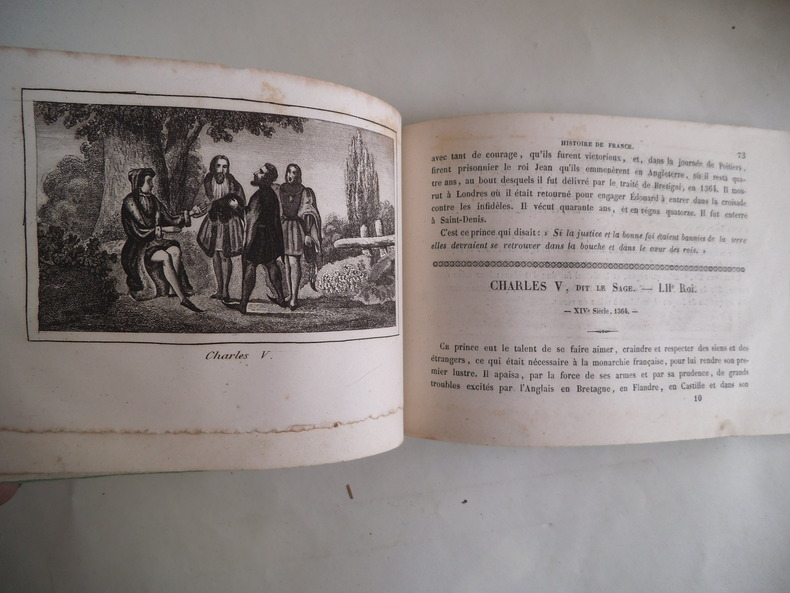 Charles V.
HISTOIRE DE FRANCE. 73
avec tant de courage, qu'ils furent victorieux, et, dans la journée de Poitiers,
firent prisonnier le roi Jean qu'ils emmenèrent en Angleterre, où il resta qua-
tre ans, au bout desquels il fut délivré par le traité de Bretigni, en 1364. Il mou-
rut à Londres où il était retourné pour engager Édouard à entrer dans la croisade
contre les infidèles. Il vécut quarante ans, et en régna quatorze. Il fut enterré
à Saint-Denis.
C'est ce prince qui disait: « Si la justice et la bonne foi étaient bannies de la terre
elles devraient se retrouver dans la bouche et dans le cœur des rois. »
CHARLES V, DIT LE SAGE. — LIIe Roi.
— XIVe Siècle, 1364. —
Ce prince eut le talent de se faire aimer, craindre et respecter des siens et des
étrangers, ce qui était nécessaire à la monarchie française, pour lui rendre son pre-
mier lustre. Il apaisa, par la force de ses armes et par sa prudence, de grands
troubles excités par l'Anglais en Bretagne, en Flandre, en Castille et dans son
10